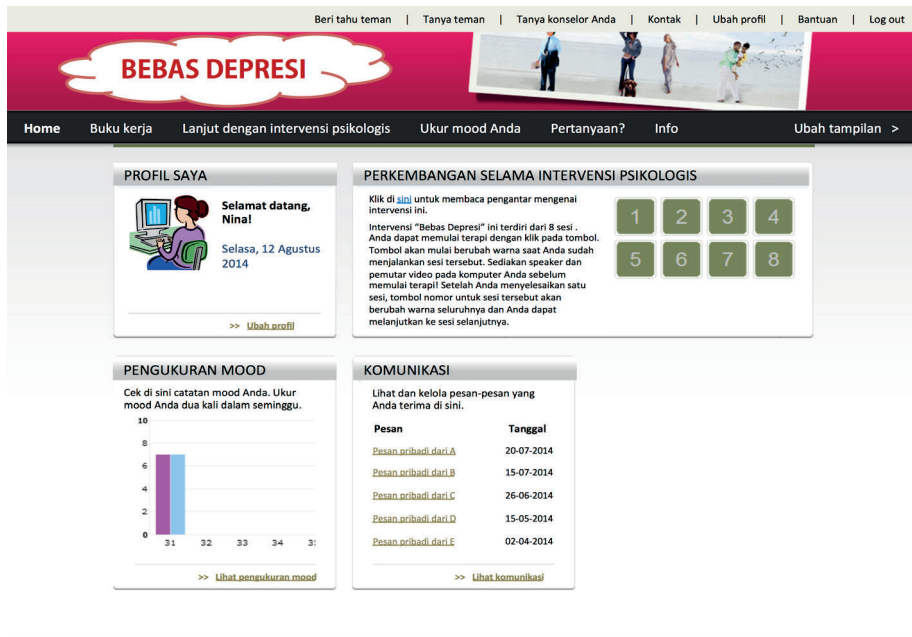 Beri tahu teman | Tanya teman | Tanya konselor Anda | Kontak | Ubah profil | Bantuan | Log out
BEBAS DEPRESI
Home Buku kerja Lanjut dengan intervensi psikologis Ukur mood Anda Pertanyaan? Info Ubah tampilan >
PROFIL SAYA
Selamat datang,
Nina!
Selasa, 12 Agustus
2014
>> Ubah profil
PERKEMBANGAN SELAMA INTERVENSI PSIKOLOGIS
Klik di sini untuk membaca pengantar mengenai
intervensi ini.
Intervensi “Bebas Depresi” ini terdiri dari 8 sesi .
Anda dapat memulai terapi dengan klik pada tombol.
Tombol akan mulai berubah warna saat Anda sudah
menjalankan sesi tersebut. Sediakan speaker dan
pemutar video pada komputer Anda sebelum
memulai terapi! Setelah Anda menyelesaikan satu
sesi, tombol nomor untuk sesi tersebut akan
berubah warna seluruhnya dan Anda dapat
melanjutkan ke sesi selanjutnya.
1 2 3 4
5 6 7 8
PENGUKURAN MOOD
Cek di sini catatan mood Anda. Ukur
mood Anda dua kali dalam seminggu.
10
8
6
4
2
0
31 32 33 34 3:
>> Lihat pengukuran mood
KOMUNIKASI
Lihat dan kelola pesan-pesan yang
Anda terima di sini.
Pesan Tanggal
Pesan pribadi dari A 20-07-2014
Pesan pribadi dari B 15-07-2014
Pesan pribadi dari C 26-06-2014
Pesan pribadi dari D 15-05-2014
Pesan pribadi dari E 02-04-2014
>> Lihat komunikasi